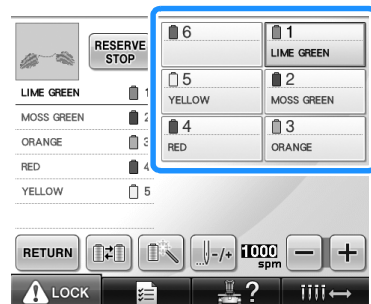 RESERVE
STOP
6
1
LIME GREEN
5
YELLOW
2
MOSS GREEN
4
RED
3
ORANGE
LIME GREEN 1
MOSS GREEN 2
ORANGE 3
RED 4
YELLOW 5
RETURN
-/+
1000
spm
LOCK
?